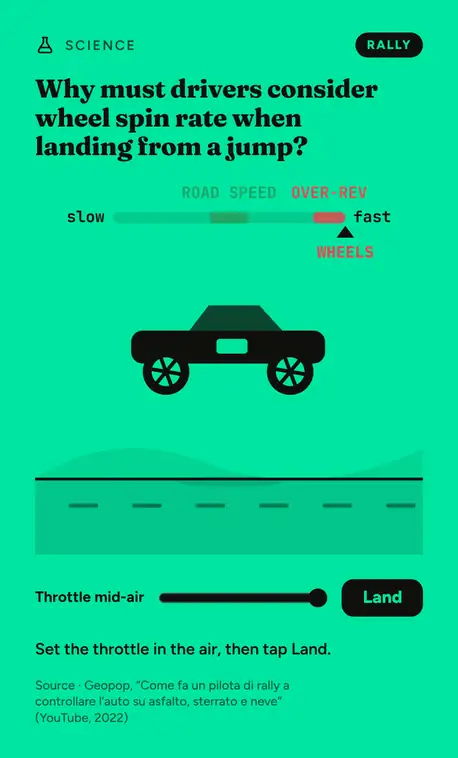 SCIENCE
RALLY
Why must drivers consider
wheel spin rate when
landing from a jump?
ROAD SPEED OVER-REV
slow fast
WHEELS
Throttle mid-air
Land
Set the throttle in the air, then tap Land.
Source · Geopop, “Come fa un pilota di rally a
controllare l’auto su asfalto, sterrato e neve”
(YouTube, 2022)